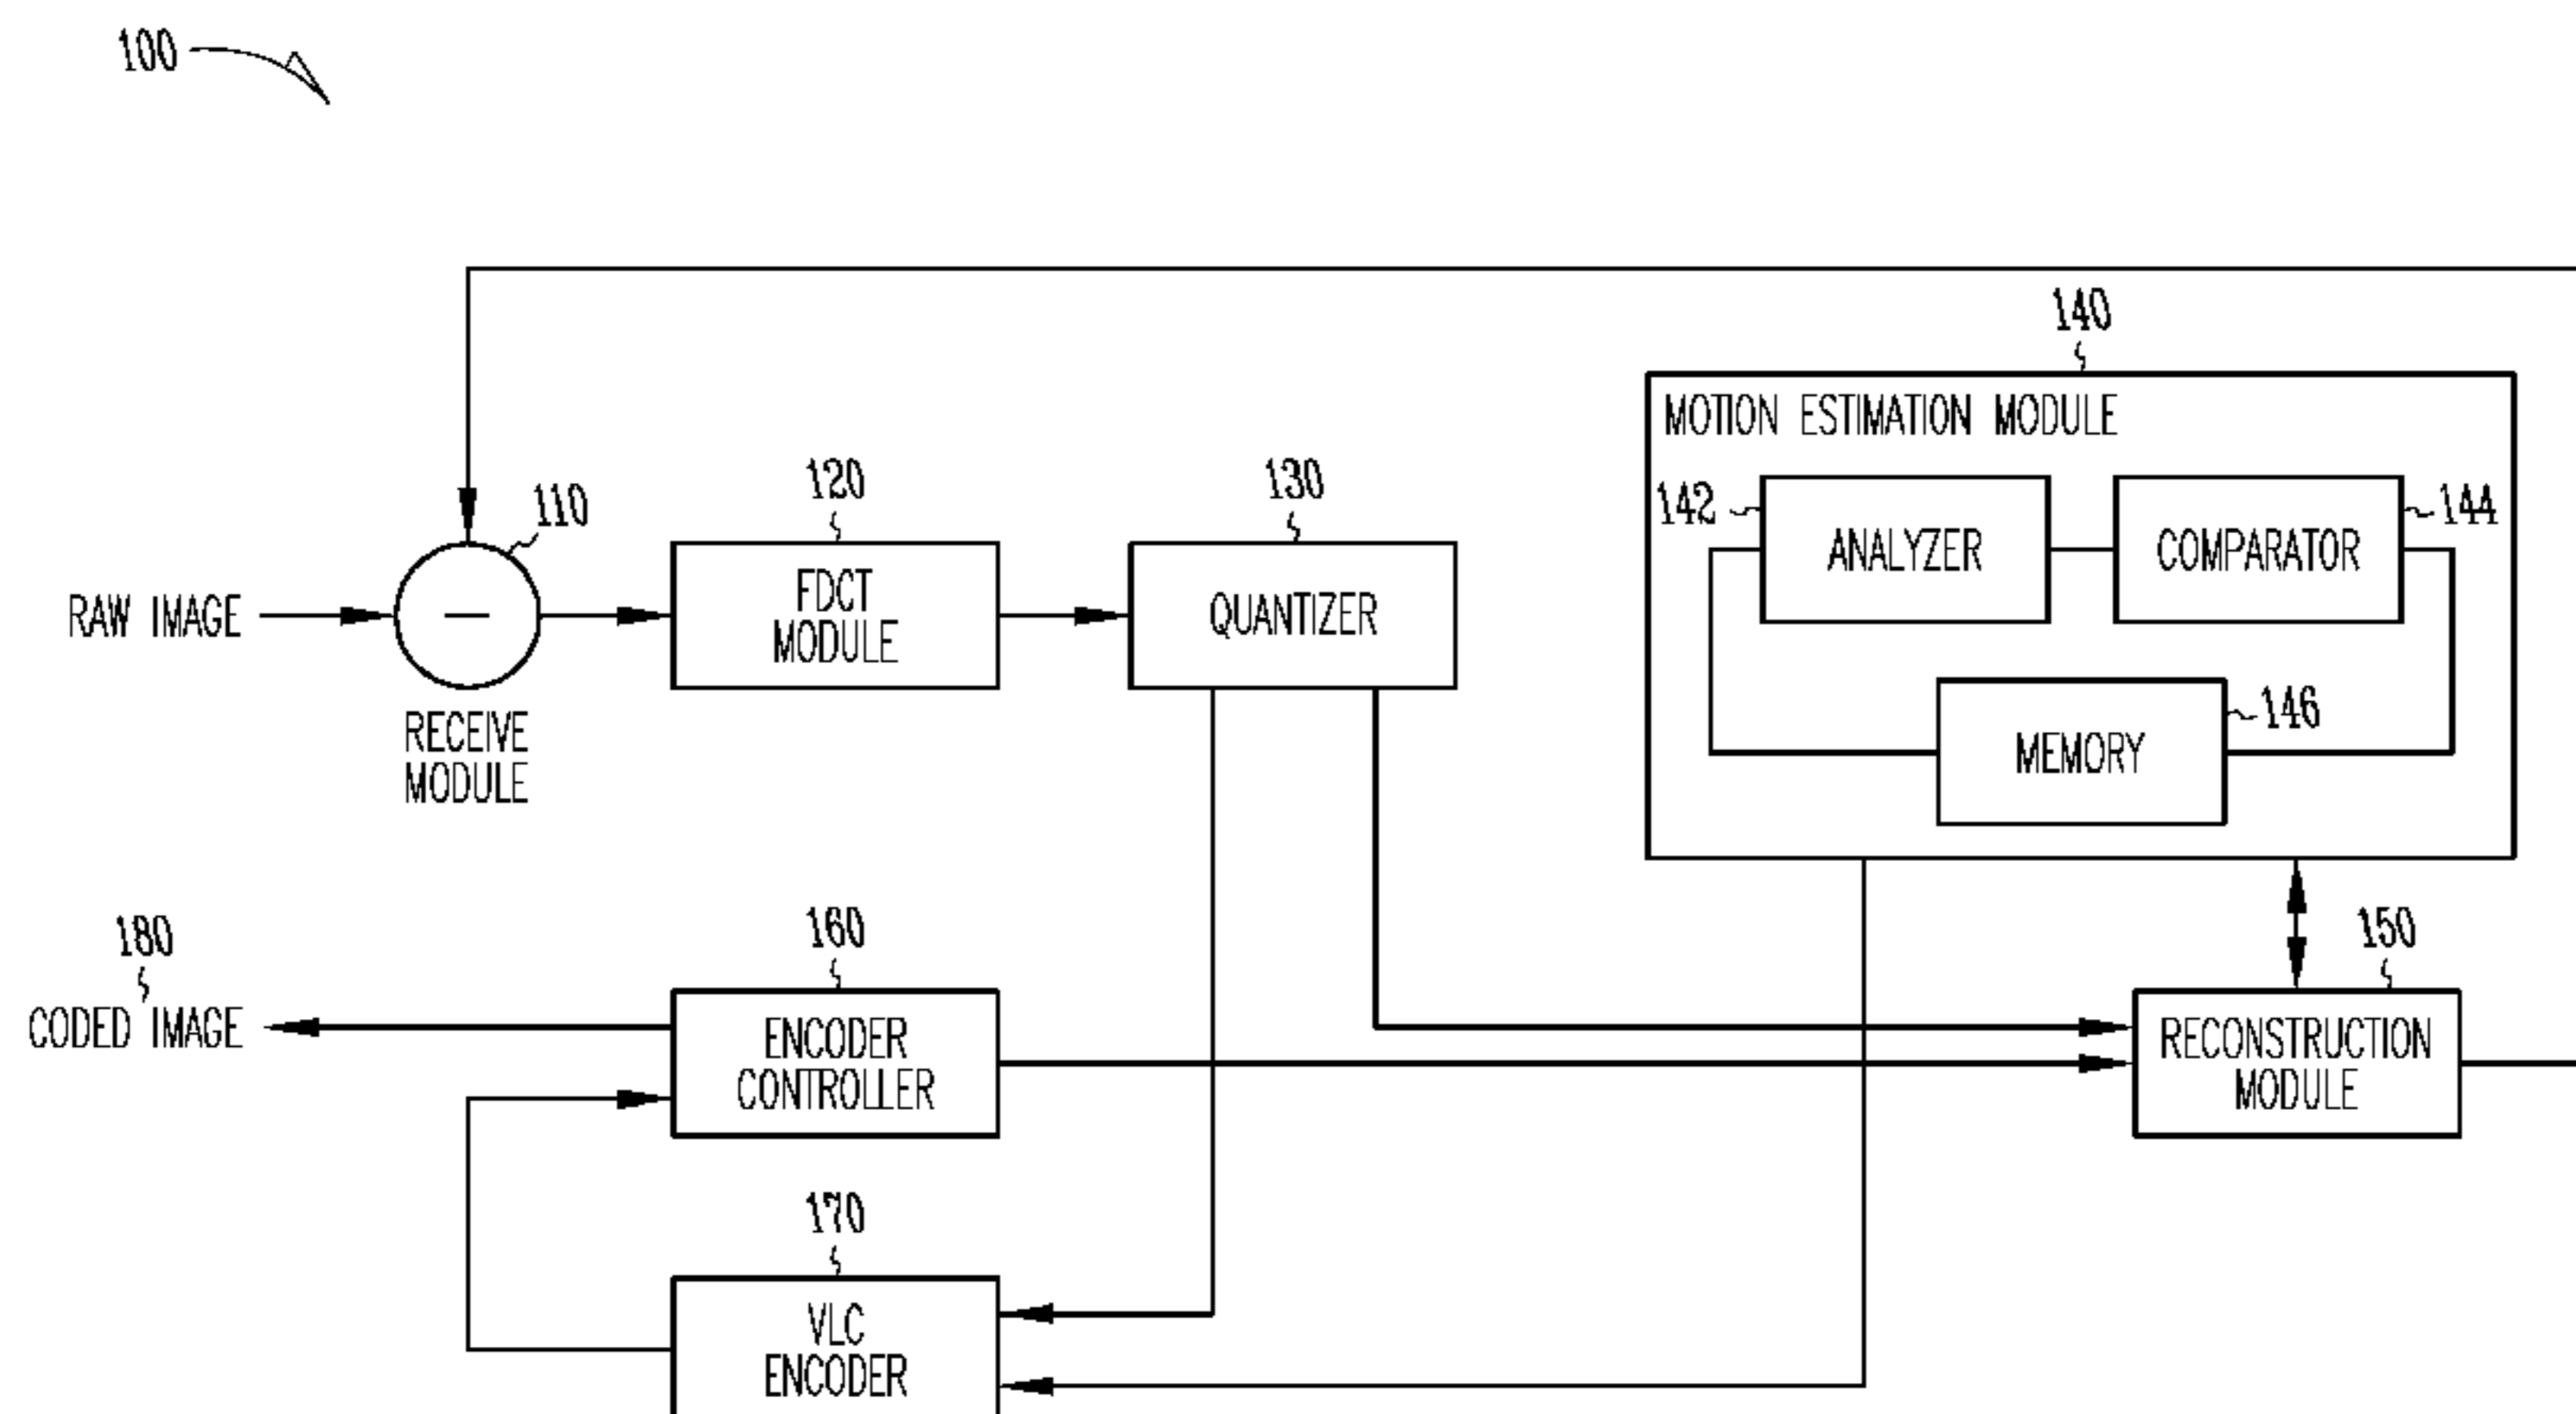 100
140
MOTION ESTIMATION MODULE
120
130
142
144
110
ANALYZER
COMPARATOR
RAW IMAGE
—
FDCT
MODULE
QUANTIZER
146
RECEIVE
MODULE
MEMORY
180
160
150
CODED IMAGE
ENCODER
CONTROLLER
RECONSTRUCTION
MODULE
170
VLC
ENCODER